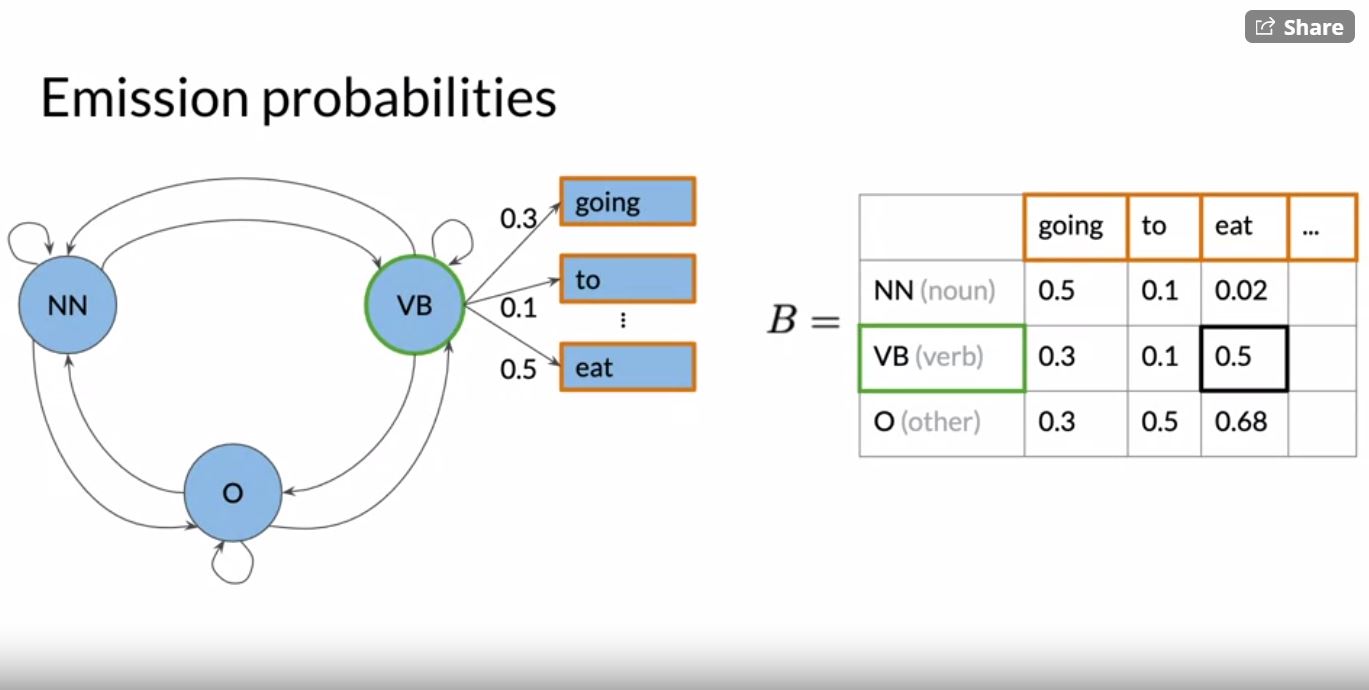 Share
Emission probabilities
going
0.3
to
0.1
⋮
0.5
eat
NN
VB
O
B =
going to eat ...
NN (noun) 0.5 0.1 0.02
VB (verb) 0.3 0.1 0.5
O (other) 0.3 0.5 0.68